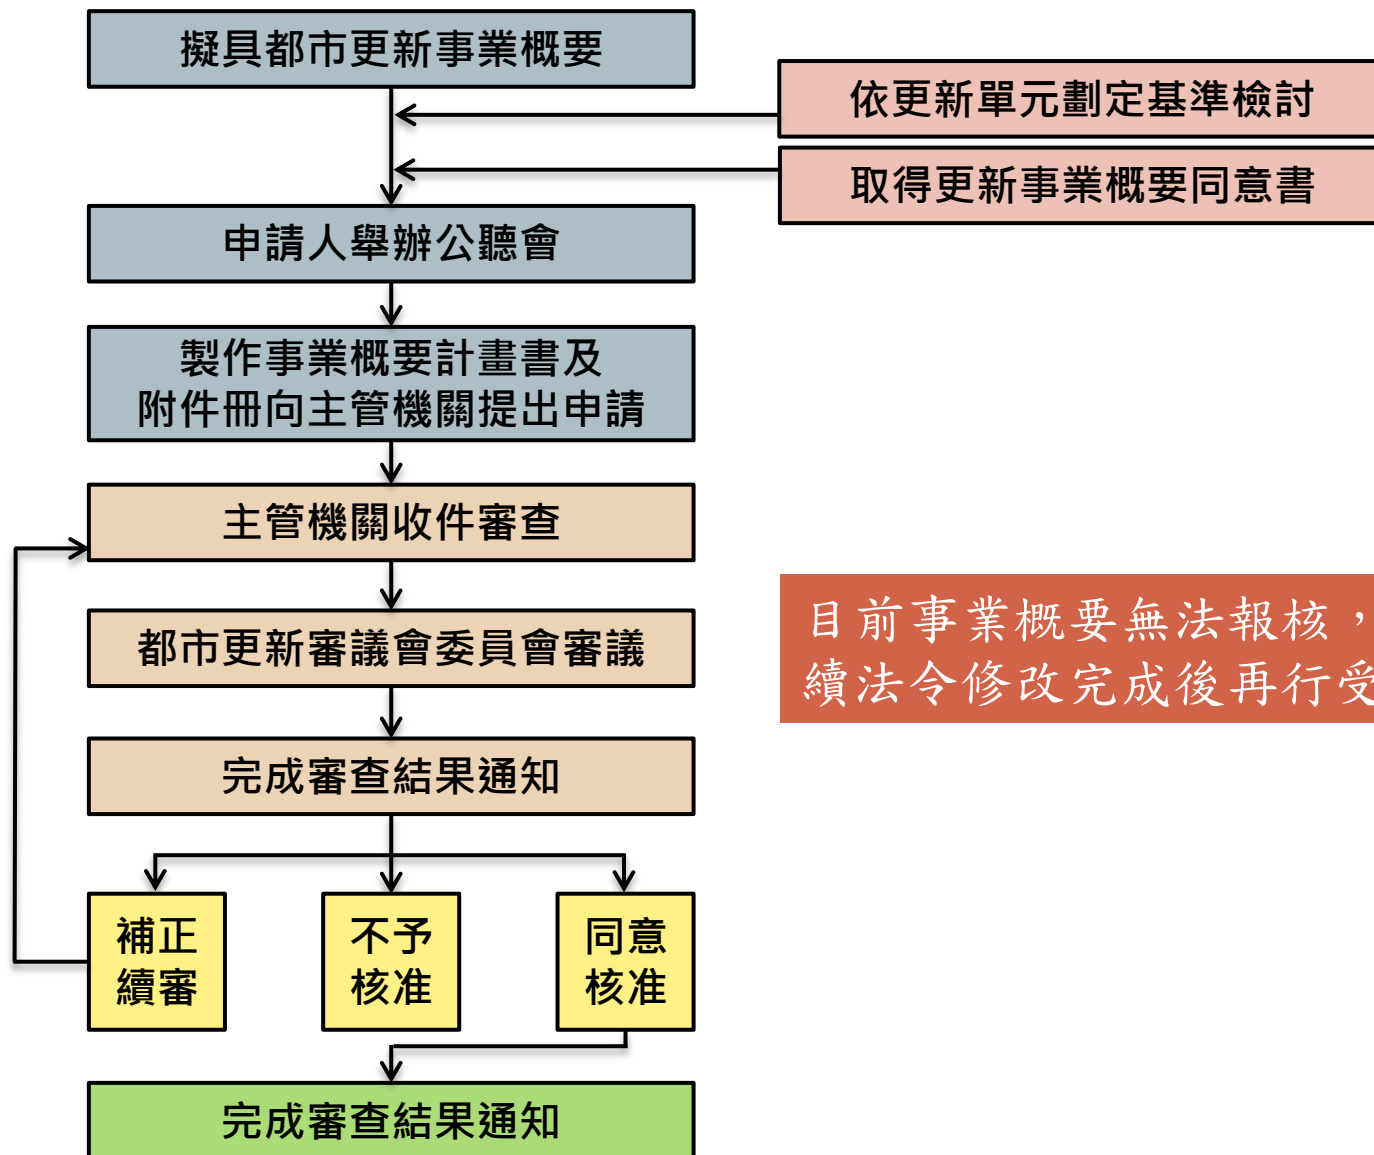 擬具都市更新事業概要
依更新單元劃定基準檢討
取得更新事業概要同意書
申請人舉辦公聽會
製作事業概要計畫書及
附件冊向主管機關提出申請
主管機關收件審查
都市更新審議會委員會審議
目前事業概要無法報核，
續法令修改完成後再行受
完成審查結果通知
補正
續審
不予
核准
同意
核准
完成審查結果通知